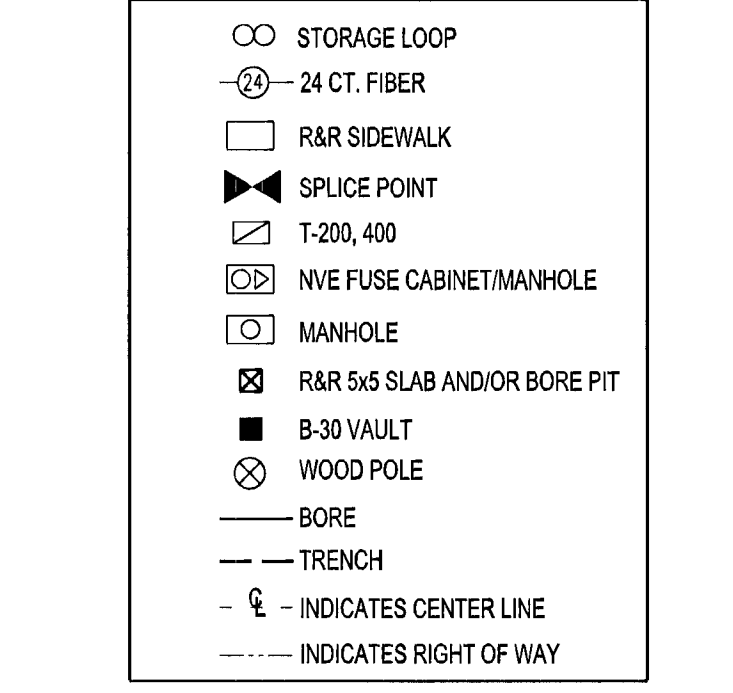 STORAGE LOOP
24 24 CT. FIBER
R&R SIDEWALK
SPLICE POINT
T-200, 400
NVE FUSE CABINET/MANHOLE
MANHOLE
R&R 5x5 SLAB AND/OR BORE PIT
B-30 VAULT
WOOD POLE
BORE
TRENCH
℄ INDICATES CENTER LINE
INDICATES RIGHT OF WAY